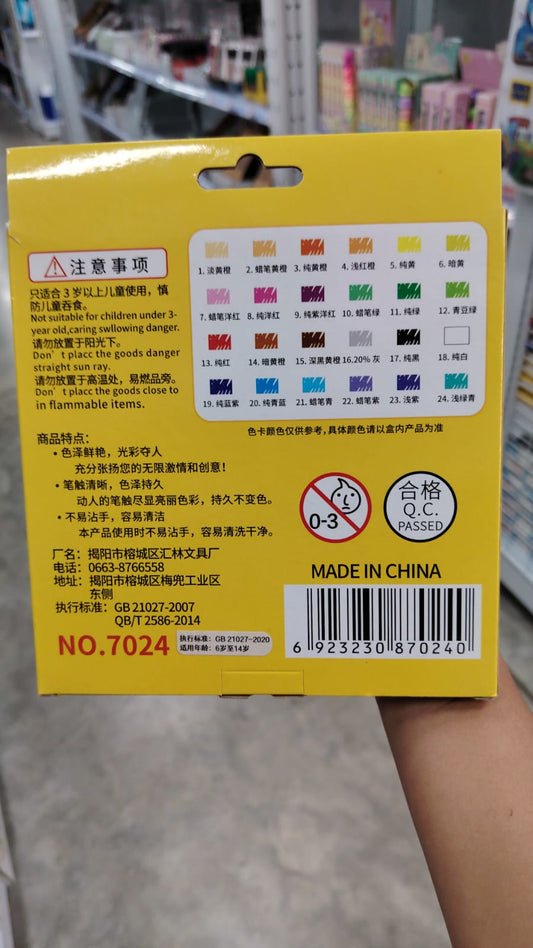 注意事项
只适合3岁以上儿童使用，慎
防儿童吞食。
Not suitable for children under 3-
year old,caring swllowing danger.
请勿放置于阳光下。
Don't placc the goods danger
straight sun ray.
请勿放置于高温处，易燃品旁。
Don't placc the goods close to
in flammable items.
1. 淡黄橙 2. 蜡笔黄橙 3. 纯黄橙 4. 浅红橙 5. 纯黄 6. 暗黄
7. 蜡笔洋红 8. 纯洋红 9. 纯紫洋红 10. 蜡笔绿 11. 纯绿 12. 青豆绿
13. 纯红 14. 暗黄橙 15. 深黑黄橙 16.20% 灰 17. 纯黑 18. 纯白
19. 纯蓝紫 20. 纯青蓝 21. 蜡笔青 22. 蜡笔紫 23. 浅紫 24. 浅绿青
色卡颜色仅供参考,具体颜色请以盒内产品为准
商品特点：
· 色泽鲜艳，光彩夺人
充分张扬您的无限激情和创意！
· 笔触清晰，色泽持久
动人的笔触尽显亮丽色彩，持久不变色。
· 不易沾手，容易清洁
本产品使用时不易沾手，容易清洗干净。
0-3
合格
Q.C.
PASSED
厂名：揭阳市榕城区汇林文具厂
电话：0663-8766558
地址：揭阳市榕城区梅兜工业区
东侧
执行标准：GB 21027-2007
QB/T 2586-2014
NO.7024
执行标准：GB 21027-2020
适用年龄：6岁至14岁
MADE IN CHINA
6 923230 870240